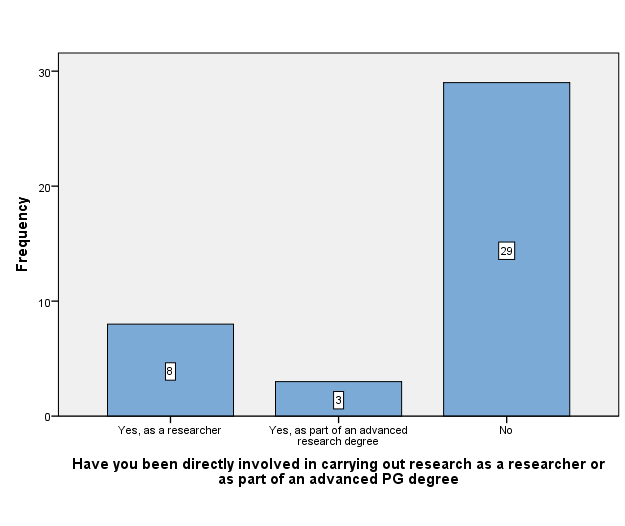 30
20
10
0
Frequency
8
3
29
Yes, as a researcher
Yes, as part of an advanced
research degree
No
Have you been directly involved in carrying out research as a researcher or
as part of an advanced PG degree